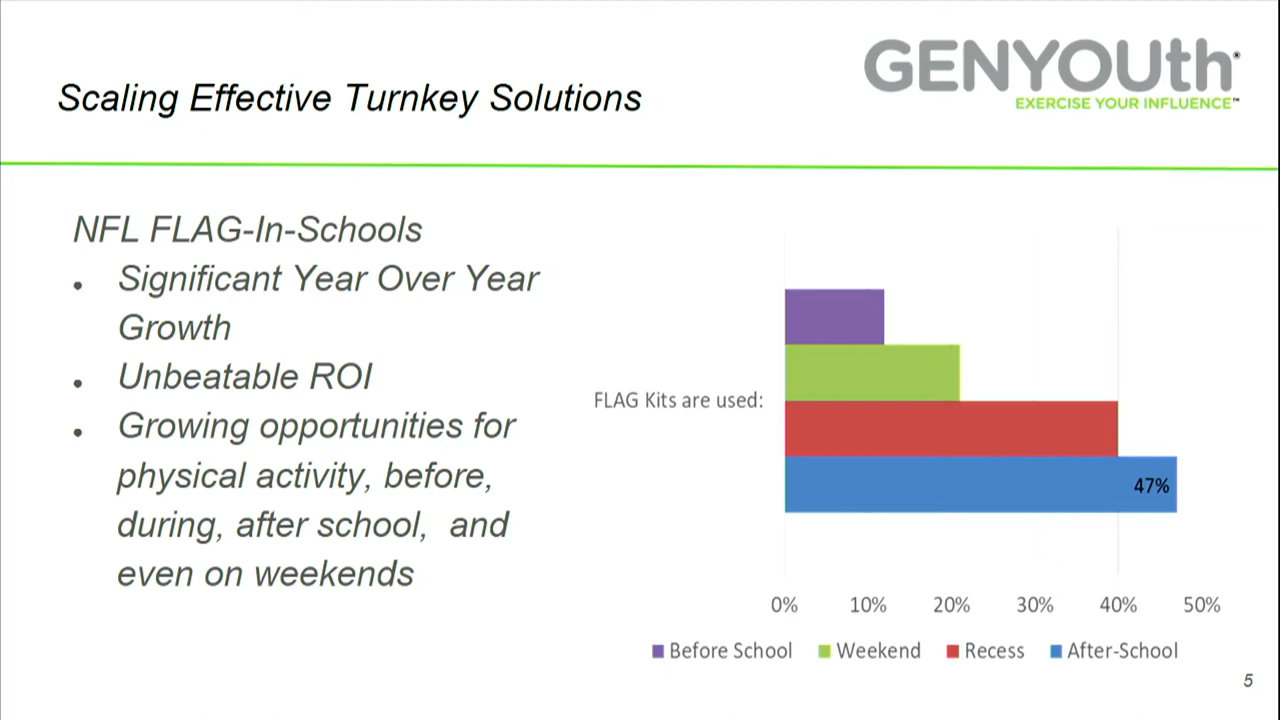 GENYOUth
EXERCISE YOUR INFLUENCE™
Scaling Effective Turnkey Solutions
NFL FLAG-In-Schools
• Significant Year Over Year
Growth
• Unbeatable ROI
• Growing opportunities for
physical activity, before,
during, after school, and
even on weekends
FLAG Kits are used:
47%
0% 10% 20% 30% 40% 50%
Before School Weekend Recess After-School
5